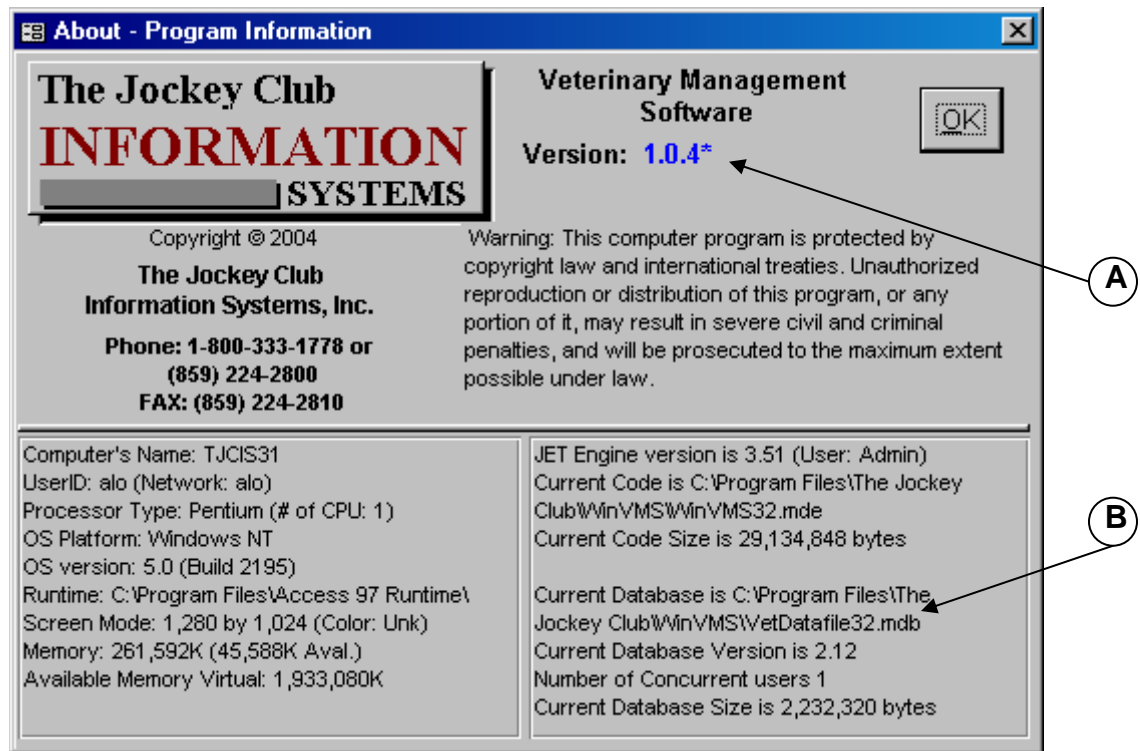 About - Program Information
The Jockey Club
INFORMATION
SYSTEMS
Veterinary Management
Software
Version: 1.0.4*
OK
A
Copyright © 2004
The Jockey Club
Information Systems, Inc.
Phone: 1-800-333-1778 or
(859) 224-2800
FAX: (859) 224-2810
Warning: This computer program is protected by
copyright law and international treaties. Unauthorized
reproduction or distribution of this program, or any
portion of it, may result in severe civil and criminal
penalties, and will be prosecuted to the maximum extent
possible under law.
Computer's Name: TJCIS31
UserID: alo (Network: alo)
Processor Type: Pentium (# of CPU: 1)
OS Platform: Windows NT
OS version: 5.0 (Build 2195)
Runtime: C:\Program Files\Access 97 Runtime\
Screen Mode: 1,280 by 1,024 (Color: Unk)
Memory: 261,592K (45,588K Aval.)
Available Memory Virtual: 1,933,080K
JET Engine version is 3.51 (User: Admin)
Current Code is C:\Program Files\The Jockey
Club\WinVMS\WinVMS32.mde
Current Code Size is 29,134,848 bytes
B
Current Database is C:\Program Files\The
Jockey Club\WinVMS\VetDatafile32.mdb
Current Database Version is 2.12
Number of Concurrent users 1
Current Database Size is 2,232,320 bytes